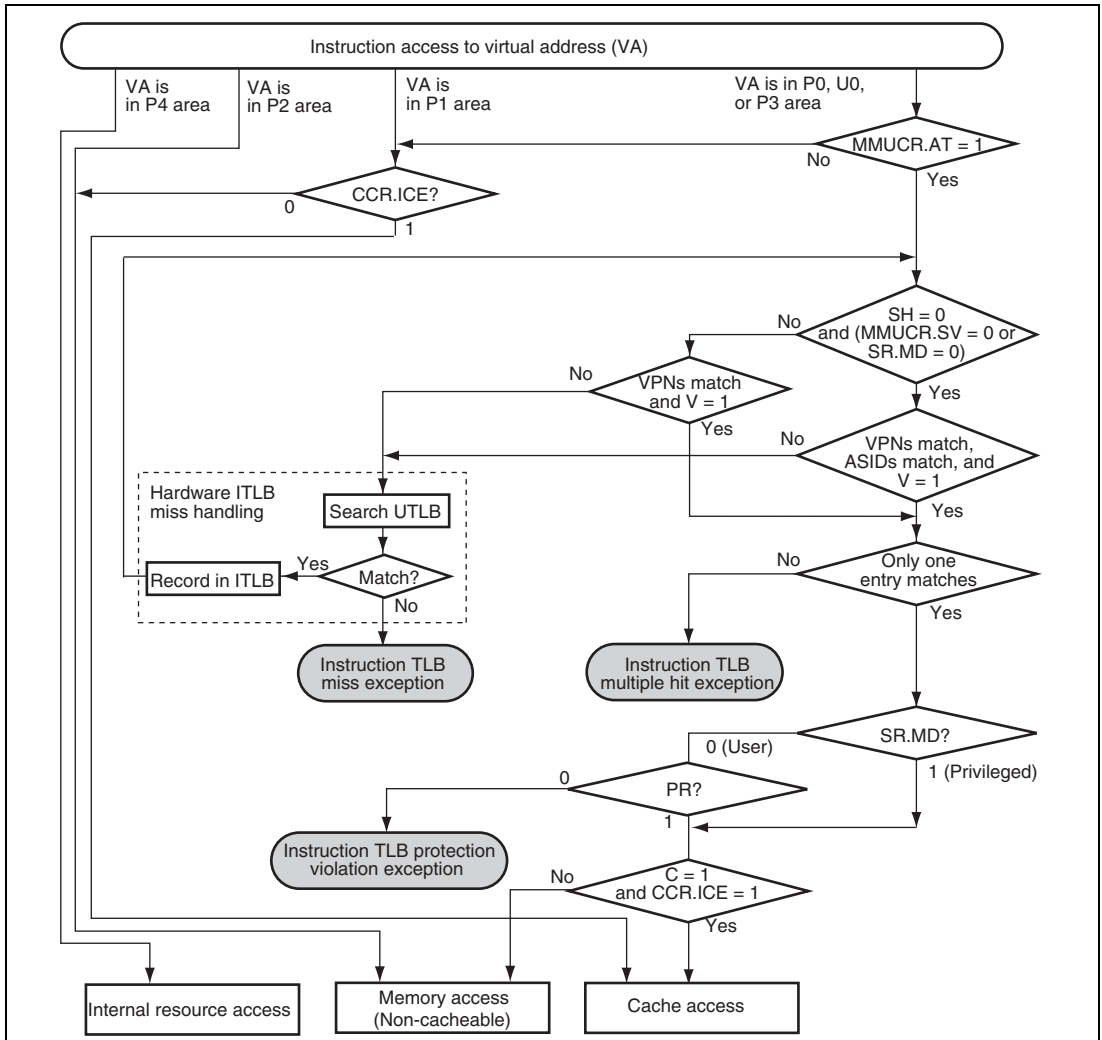 Instruction access to virtual address (VA)
VA is
in P4 area
VA is
in P2 area
VA is
in P1 area
VA is in P0, U0,
or P3 area
MMUCR.AT = 1
No
Yes
CCR.ICE?
0
1
SH = 0
and (MMUCR.SV = 0 or
SR.MD = 0)
No
Yes
VPNs match
and V = 1
No
Yes
VPNs match,
ASIDs match, and
V = 1
No
Yes
Hardware ITLB
miss handling
Search UTLB
Match?
Yes
No
Record in ITLB
Only one
entry matches
No
Yes
Instruction TLB
miss exception
Instruction TLB
multiple hit exception
SR.MD?
0 (User)
1 (Privileged)
PR?
0
1
Instruction TLB protection
violation exception
C = 1
and CCR.ICE = 1
No
Yes
Internal resource access
Memory access
(Non-cacheable)
Cache access